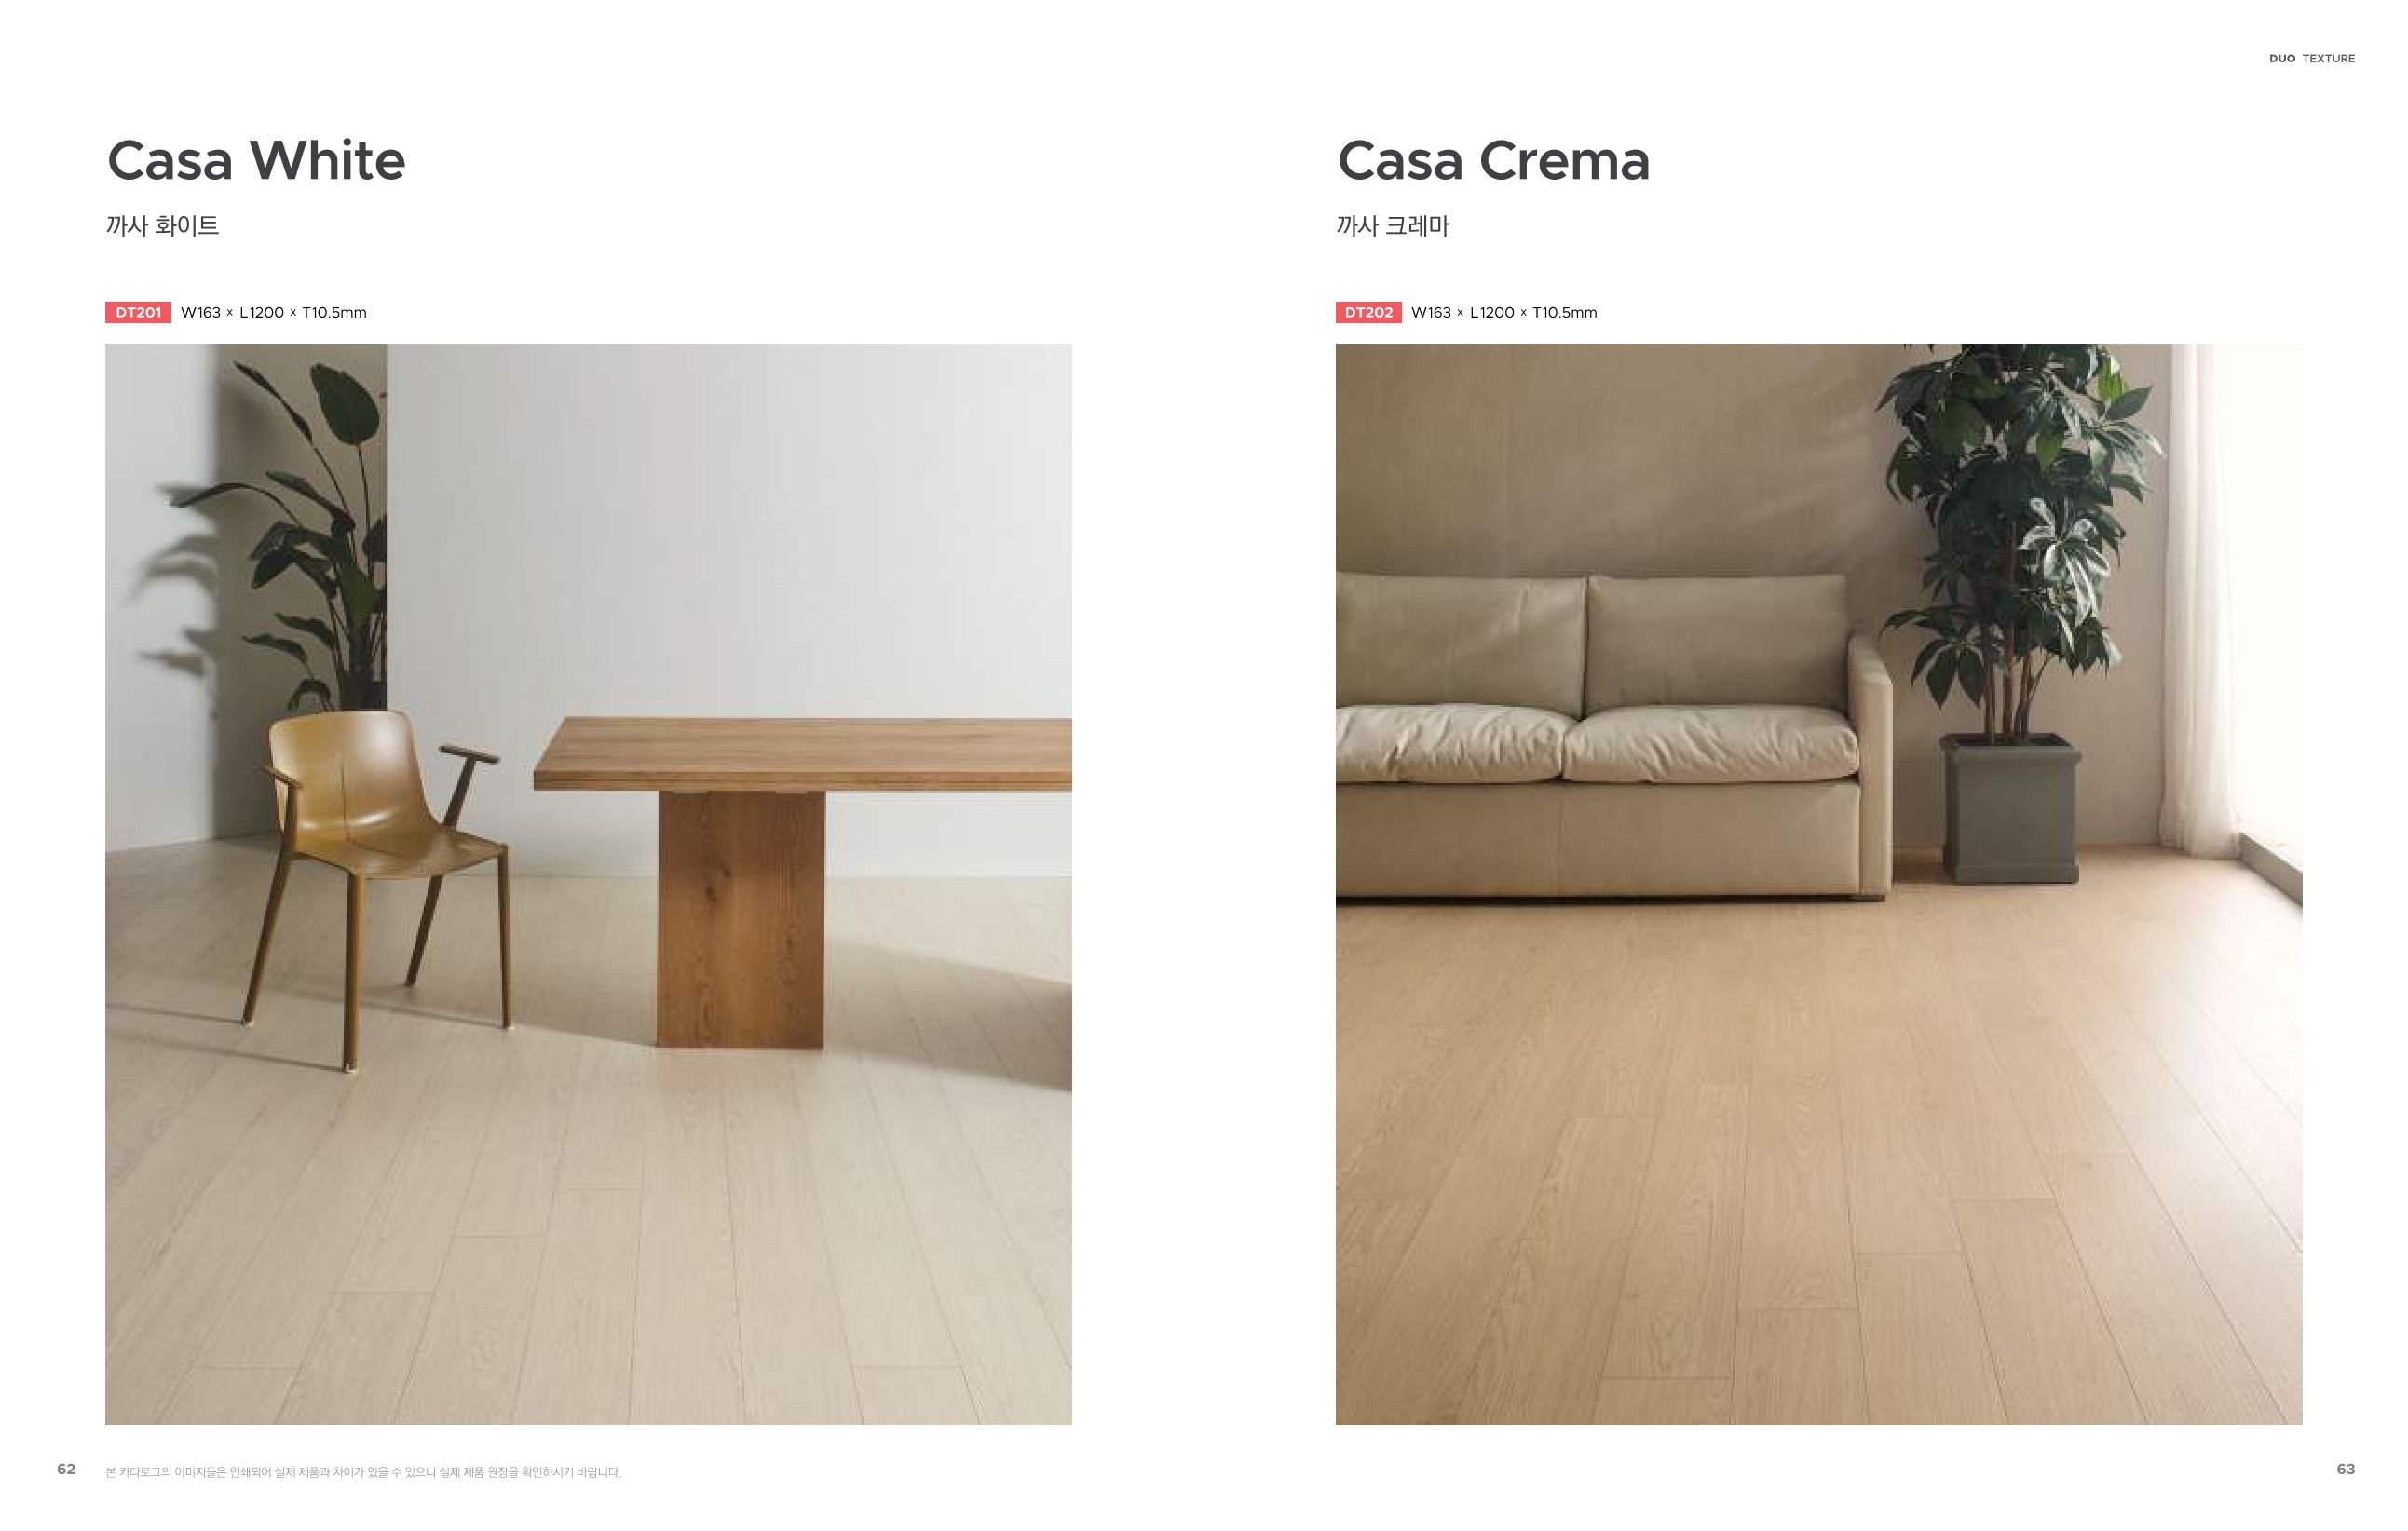 DUO TEXTURE
Casa White
까사 화이트
DT201 W163 × L1200 × T10.5mm
Casa Crema
까사 크레마
DT202 W163 × L1200 × T10.5mm
62 본 카다로그의 이미지들은 인쇄되어 실제 제품과 차이가 있을 수 있으니 실제 제품 원장을 확인하시기 바랍니다.
63